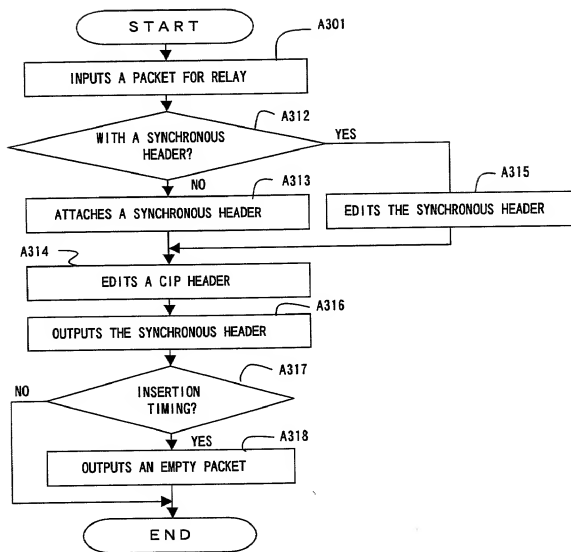 START
A301
INPUTS A PACKET FOR RELAY
A312
WITH A SYNCHRONOUS
HEADER?
YES
NO
A313
A315
ATTACHES A SYNCHRONOUS HEADER
EDITS THE SYNCHRONOUS HEADER
A314
EDITS A CIP HEADER
A316
OUTPUTS THE SYNCHRONOUS HEADER
A317
NO
INSERTION
TIMING?
YES
A318
OUTPUTS AN EMPTY PACKET
END